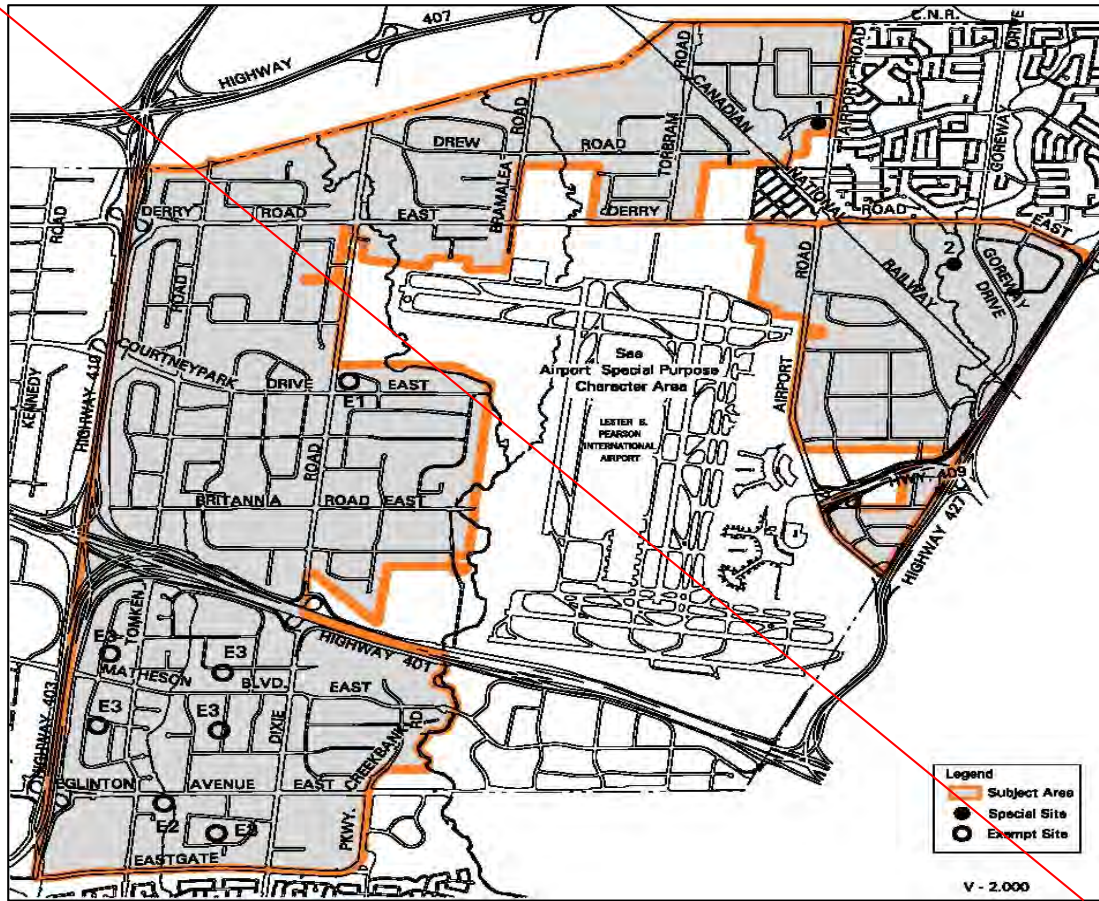 C.N.R.
407
HIGHWAY
ROAD
ROAD
DRIVE
CANADIAN
1
AIRPORT
ROAD
GOREWAY
DREW ROAD
TORBRAM
BRAMALEA
NATIONAL
DERRY ROAD EAST
DERRY ROAD EAST
ROAD
ROAD
2
GOREWAY
DRIVE
RAILWAY
ROAD
HIGHWAY 410
KENNEDY
See
Airport Special Purpose
Character Area
COURTNEYPARK DRIVE EAST
E1
AIRPORT
LESTER B.
PEARSON
INTERNATIONAL
AIRPORT
ROAD
BRITANNIA ROAD EAST
HWY. 409
HIGHWAY 427
TOMKEN
HIGHWAY 401
E3
E3
MATHESON BLVD. EAST
E3
E3
DIXIE
RD
CREEKBANK
HIGHWAY 403
EGLINTON AVENUE EAST
PKWY.
E2
EASTGATE
Legend
Subject Area
Special Site
Exempt Site
V - 2.000